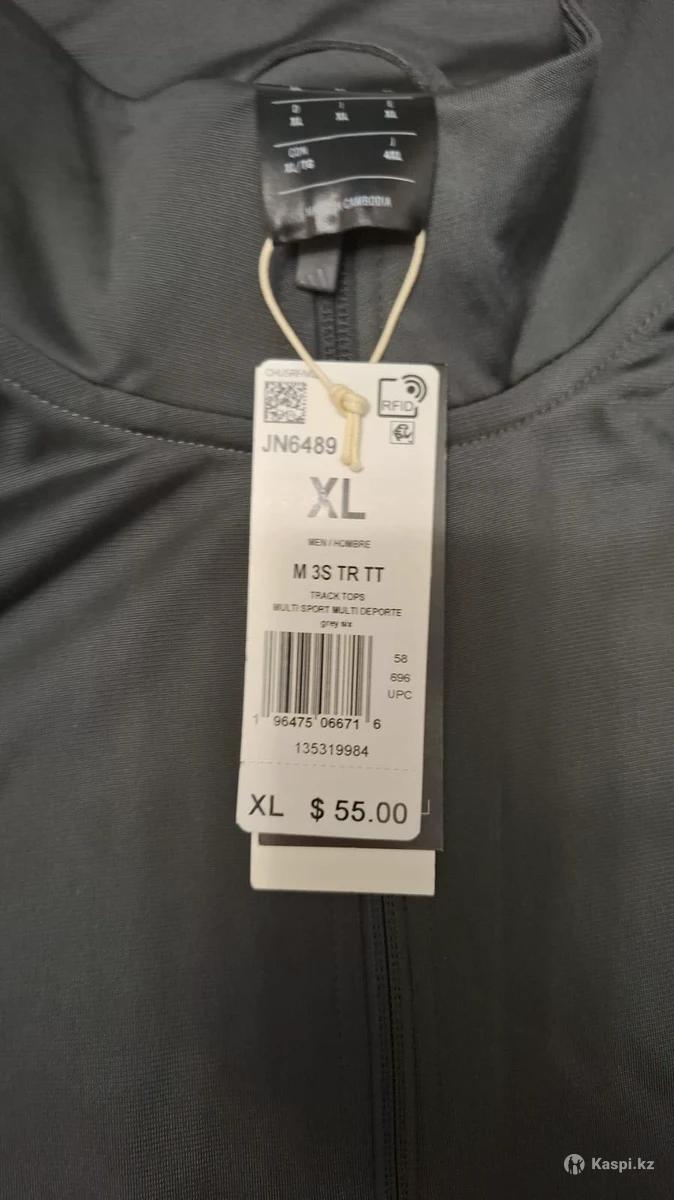 D I E
XL XL XL
CDN J
XL/TG 4XL
CAMBODIA
RFID
JN6489
XL
MEN / HOMBRE
M 3S TR TT
TRACK TOPS
MULTI SPORT MULTI DEPORTE
grey six
58
696
UPC
1 96475 06671 6
135319984
XL $ 55.00
Kaspi.kz